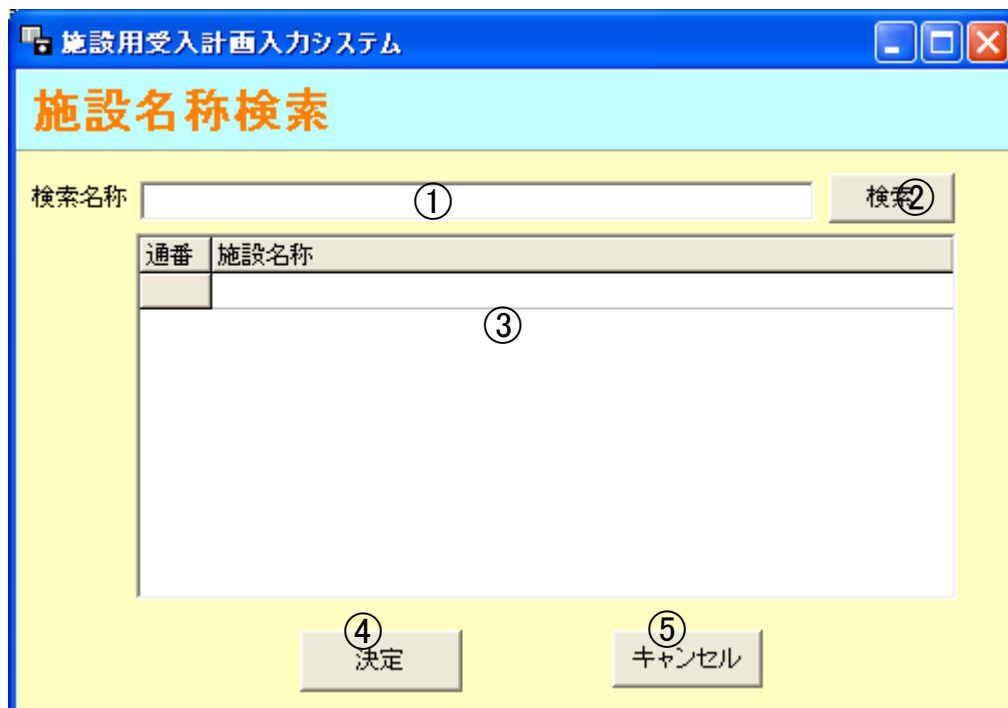 施設用受入計画入力システム
施設名称検索
検索名称 ① 検索②
通番 施設名称
③
④ ⑤
決定 キャンセル